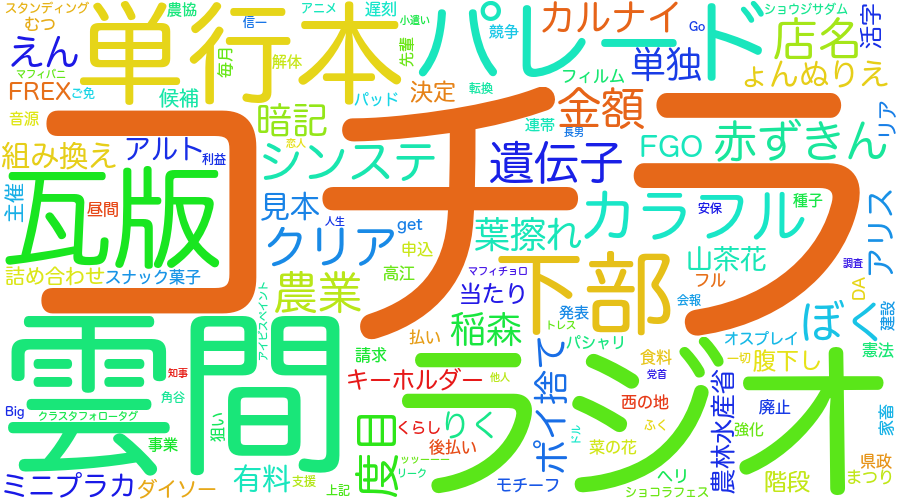 スタンディング
農協
アニメ
遅刻
カルナイ
ショウジサダム
むつ
信一
小遣い
Go
単行本
パレード
店名
活字
えん
毎月
解体
先輩
競争
単独
マフィパニ
FREX
ご免
候補
パッド
決定
転換
フィルム
ょんぬりえ
音源
暗記
連帯
金額
リア
コチラ
長男
組み換え
アルト
利益
恋人
シンステ
遺伝子
FGO
赤ずきん
瓦版
主催
昼間
見本
人生
get
葉擦れ
カラフル
安保
種子
アリス
クリア
申込
山茶花
調査
詰め合わせ
スナック菓子
農業
高江
マフィチョロ
当たり
下部
フル
DA
会報
ぼへ
建設
アイビスペイント
発表
トレス
稲森
払い
パシャリ
オスプレイ
憲法
雲間
請求
ラジオ
食料
一切
腹下し
知事
キーホルダー
他人
ポイ捨て
党首
農林水産省
Big
クラスタフォロータグ
角谷
狙い
度目
くらし
りく
西の地
廃止
家畜
事業
後払い
ドル
菜の花
ふく
強化
ミニプラカ
ダイソー
有料
支援
上記
ッッーーー
リーク
モチーフ
ヘリ
ショコラフェス
階段
県政
まつり